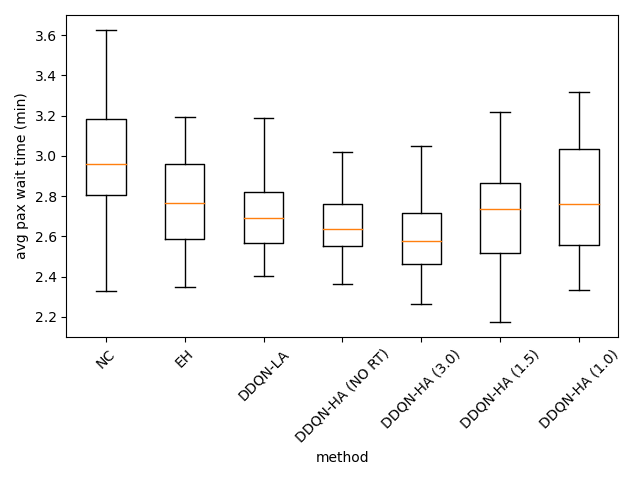 3.6
3.4
3.2
3.0
2.8
2.6
2.4
2.2
avg pax wait time (min)
NC
EH
DDQN-LA
DDQN-HA (NO RT)
DDQN-HA (3.0)
DDQN-HA (1.5)
DDQN-HA (1.0)
method